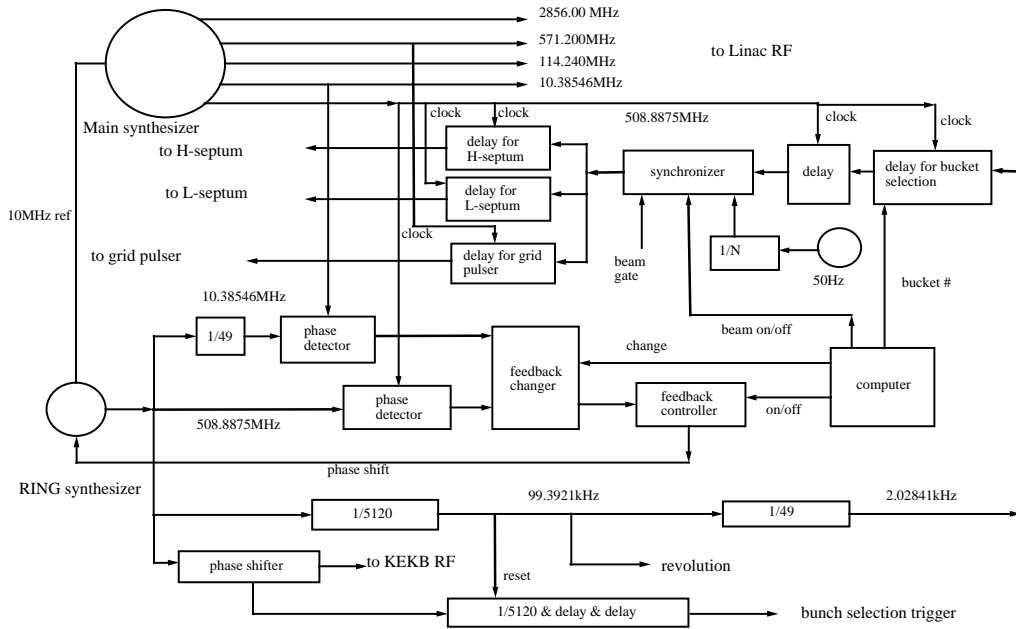 2856.00 MHz
571.200MHz
114.240MHz
10.38546MHz
to Linac RF
Main synthesizer
clock
clock
508.8875MHz
clock
clock
to H-septum
delay for
H-septum
synchronizer
delay
delay for bucket
selection
to L-septum
delay for
L-septum
10MHz ref
clock
to grid pulser
delay for grid
pulser
beam
gate
1/N
50Hz
bucket #
10.38546MHz
beam on/off
1/49
phase
detector
change
feedback
changer
computer
phase
detector
feedback
controller
on/off
508.8875MHz
phase shift
RING synthesizer
99.3921kHz
2.02841kHz
1/5120
1/49
phase shifter
to KEKB RF
reset
revolution
1/5120 & delay & delay
bunch selection trigger